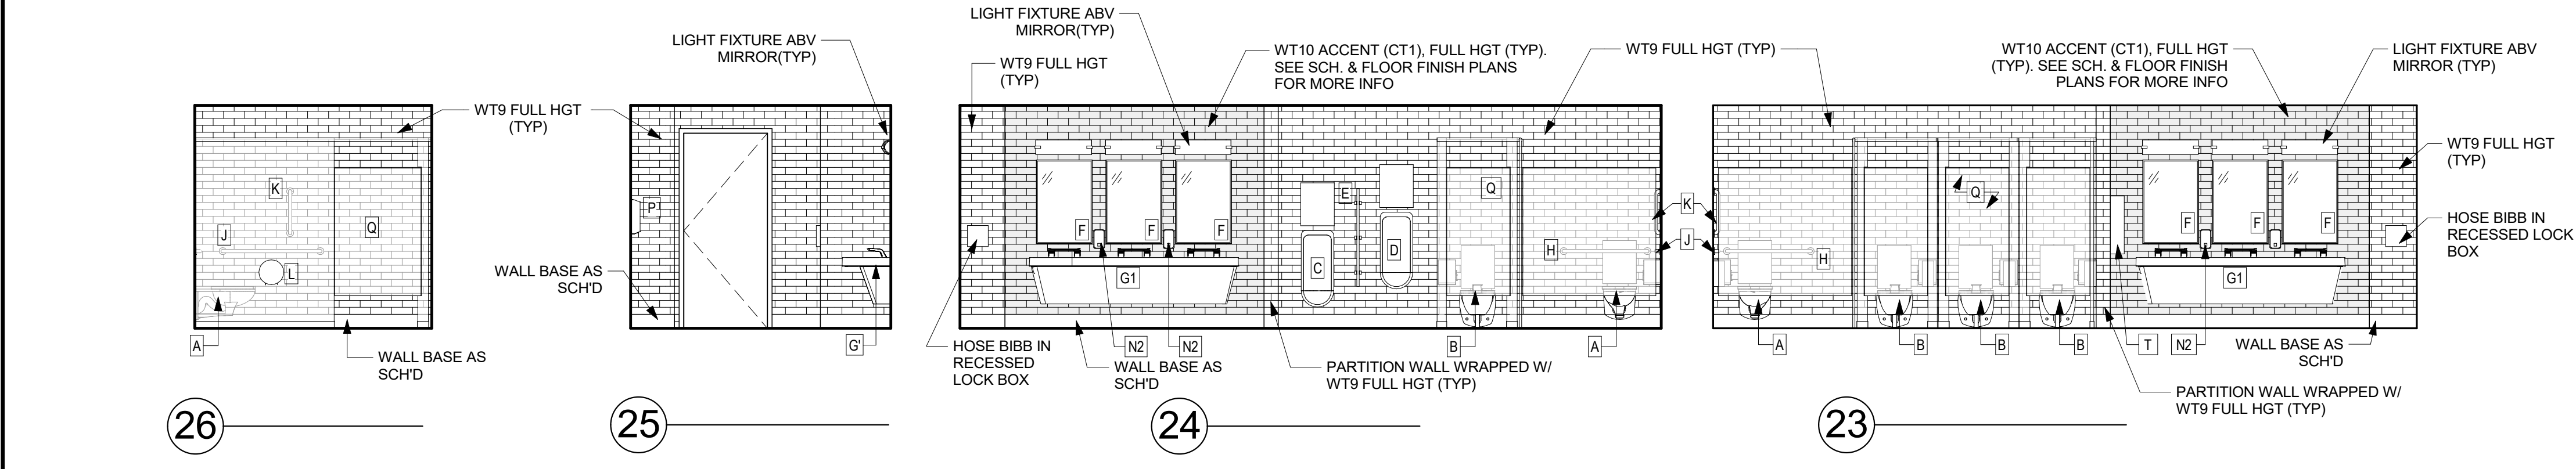 WT9 FULL HGT
(TYP)
K
J
Q
L
A
WALL BASE AS
SCH'D
26
LIGHT FIXTURE ABV
MIRROR(TYP)
P
WALL BASE AS
SCH'D
G'
25
LIGHT FIXTURE ABV
MIRROR(TYP)
WT9 FULL HGT
(TYP)
WT10 ACCENT (CT1), FULL HGT (TYP).
SEE SCH. & FLOOR FINISH PLANS
FOR MORE INFO
WT9 FULL HGT (TYP)
F
F
F
G1
E
C
D
Q
H
K
J
HOSE BIBB IN
RECESSED
LOCK BOX
N2
N2
WALL BASE AS
SCH'D
B
A
PARTITION WALL WRAPPED W/
WT9 FULL HGT (TYP)
24
WT10 ACCENT (CT1), FULL HGT
(TYP). SEE SCH. & FLOOR FINISH
PLANS FOR MORE INFO
LIGHT FIXTURE ABV
MIRROR (TYP)
WT9 FULL HGT
(TYP)
Q
H
F
F
F
G1
HOSE BIBB IN
RECESSED LOCK
BOX
A
B
B
B
T
N2
WALL BASE AS
SCH'D
PARTITION WALL WRAPPED W/
WT9 FULL HGT (TYP)
23